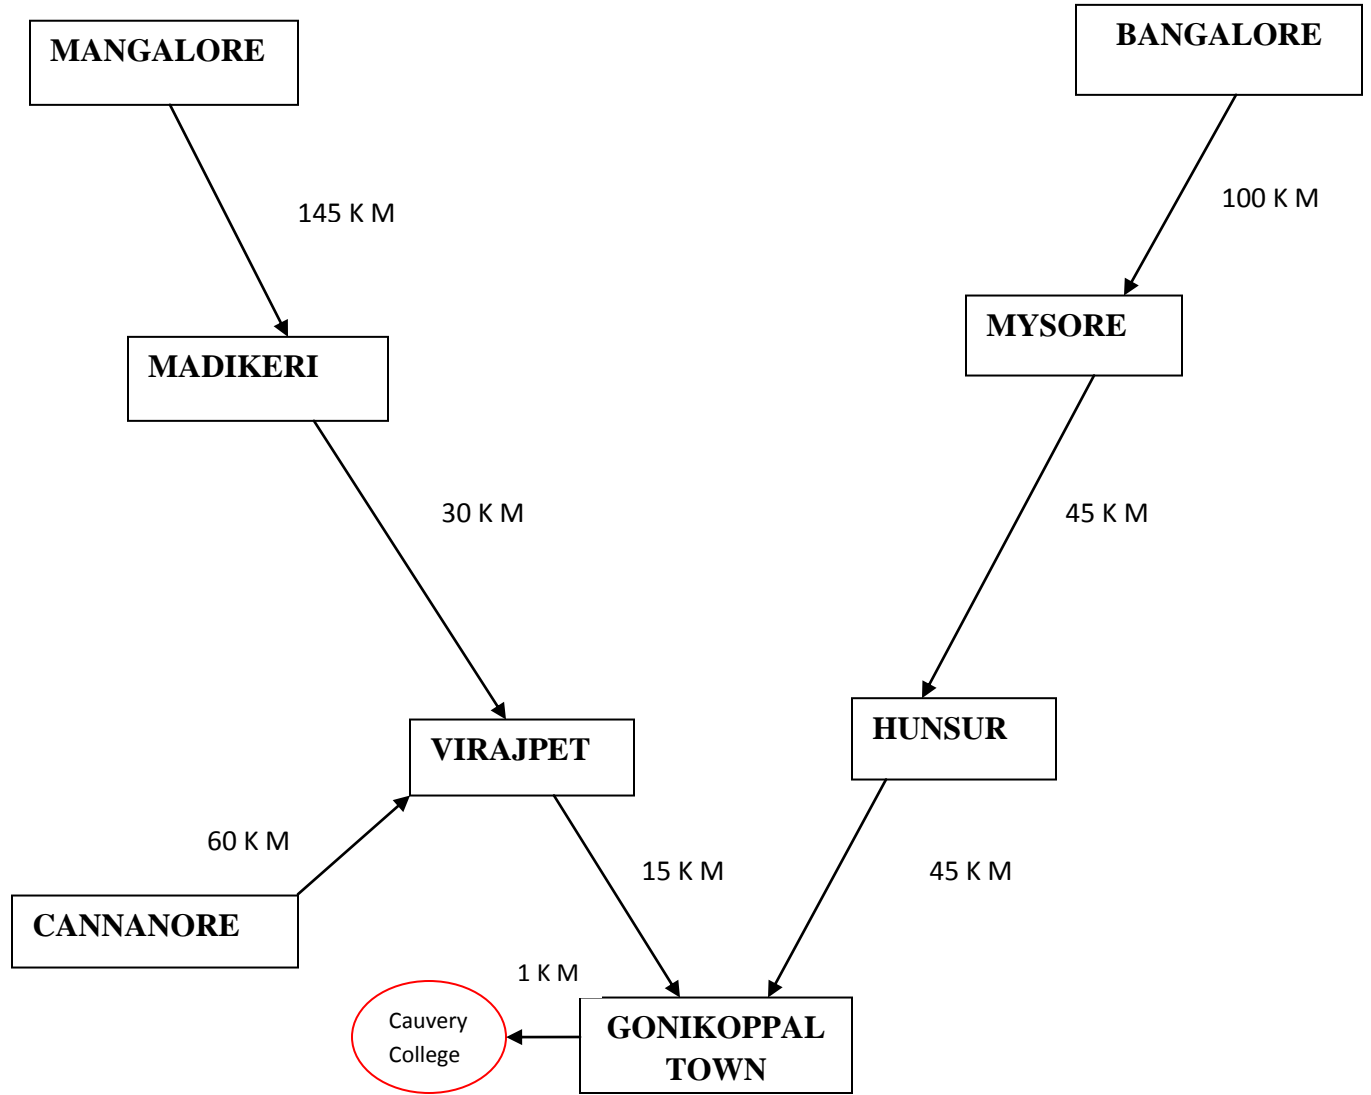 MANGALORE
BANGALORE
145 K M
100 K M
MYSORE
MADIKERI
30 K M
45 K M
HUNSUR
VIRAJPET
60 K M
15 K M
45 K M
CANNANORE
1 K M
Cauvery
College
GONIKOPPAL
TOWN